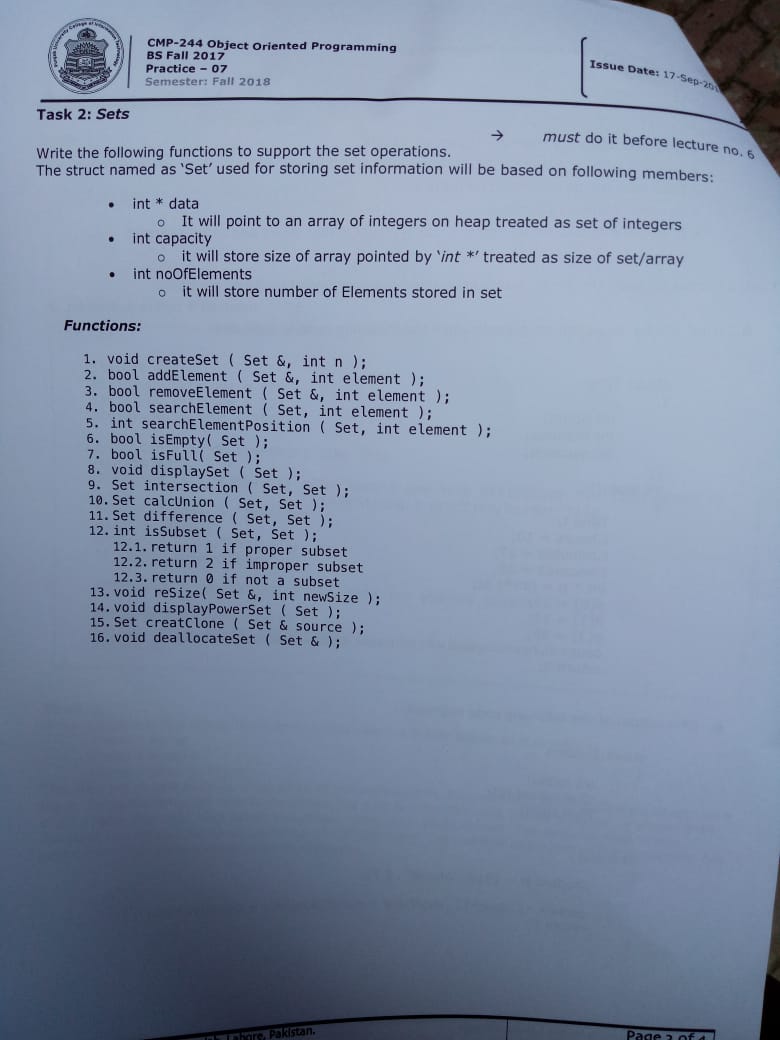 CMP-244 Object Oriented Programming
BS Fall 2017
Practice – 07
Semester: Fall 2018
Issue Date: 17-Sep-201
Task 2: Sets
→ must do it before lecture no. 6
Write the following functions to support the set operations.
The struct named as ‘Set’ used for storing set information will be based on following members:
• int * data
o It will point to an array of integers on heap treated as set of integers
• int capacity
o it will store size of array pointed by ‘int *’ treated as size of set/array
• int noOfElements
o it will store number of Elements stored in set
Functions:
1. void createSet ( Set &, int n );
2. bool addElement ( Set &, int element );
3. bool removeElement ( Set &, int element );
4. bool searchElement ( Set, int element );
5. int searchElementPosition ( Set, int element );
6. bool isEmpty( Set );
7. bool isFull( Set );
8. void displaySet ( Set );
9. Set intersection ( Set, Set );
10. Set calcUnion ( Set, Set );
11. Set difference ( Set, Set );
12. int isSubset ( Set, Set );
12.1. return 1 if proper subset
12.2. return 2 if improper subset
12.3. return 0 if not a subset
13. void reSize( Set &, int newSize );
14. void displayPowerSet ( Set );
15. Set creatClone ( Set & source );
16. void deallocateSet ( Set & );
Lahore, Pakistan.
Page 2 of 4